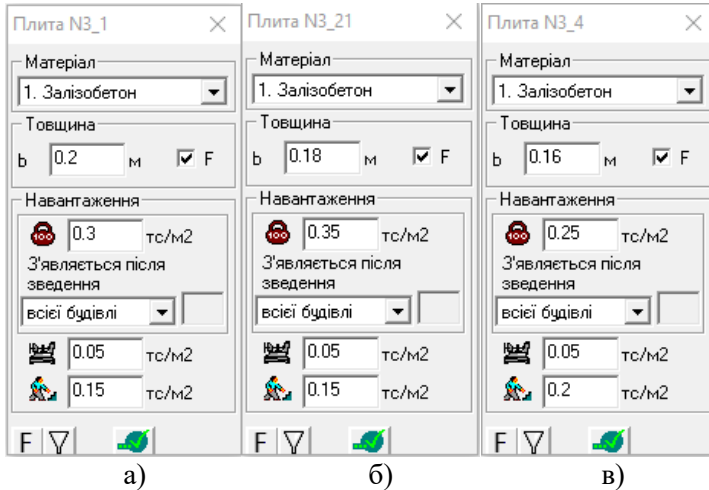 Плита N3_1
Матеріал
1. Залізобетон
Товщина
b 0.2 м F
Навантаження
100 0.3 тс/м2
З'являється після
зведення
всієї будівлі
0.05 тс/м2
0.15 тс/м2
F
а)
Плита N3_21
Матеріал
1. Залізобетон
Товщина
b 0.18 м F
Навантаження
100 0.35 тс/м2
З'являється після
зведення
всієї будівлі
0.05 тс/м2
0.15 тс/м2
F
б)
Плита N3_4
Матеріал
1. Залізобетон
Товщина
b 0.16 м F
Навантаження
100 0.25 тс/м2
З'являється після
зведення
всієї будівлі
0.05 тс/м2
0.2 тс/м2
F
в)